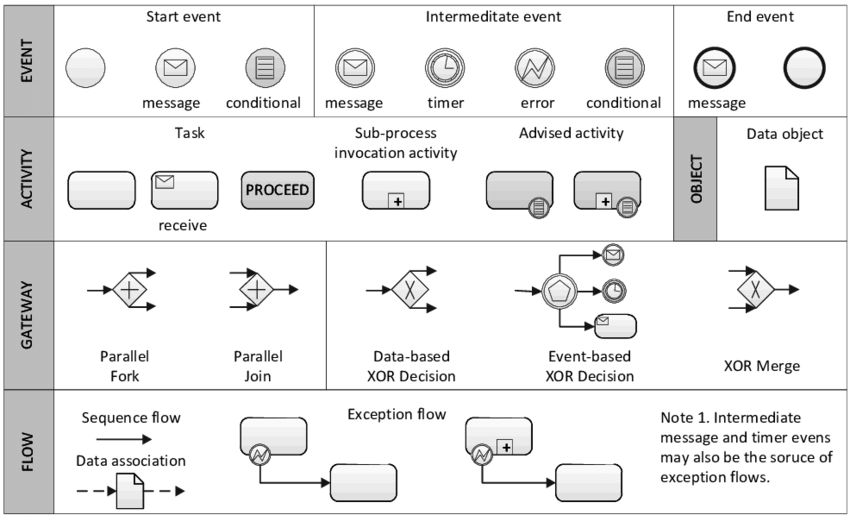 EVENT
Start event
Intermeditate event
End event
message
conditional
message
timer
error
conditional
message
ACTIVITY
Task
Sub-process
invocation activity
Advised activity
OBJECT
Data object
PROCEED
receive
GATEWAY
X
X
Parallel
Fork
Parallel
Join
Data-based
XOR Decision
Event-based
XOR Decision
XOR Merge
FLOW
Sequence flow
Data association
Exception flow
Note 1. Intermediate
message and timer evens
may also be the soruce of
exception flows.